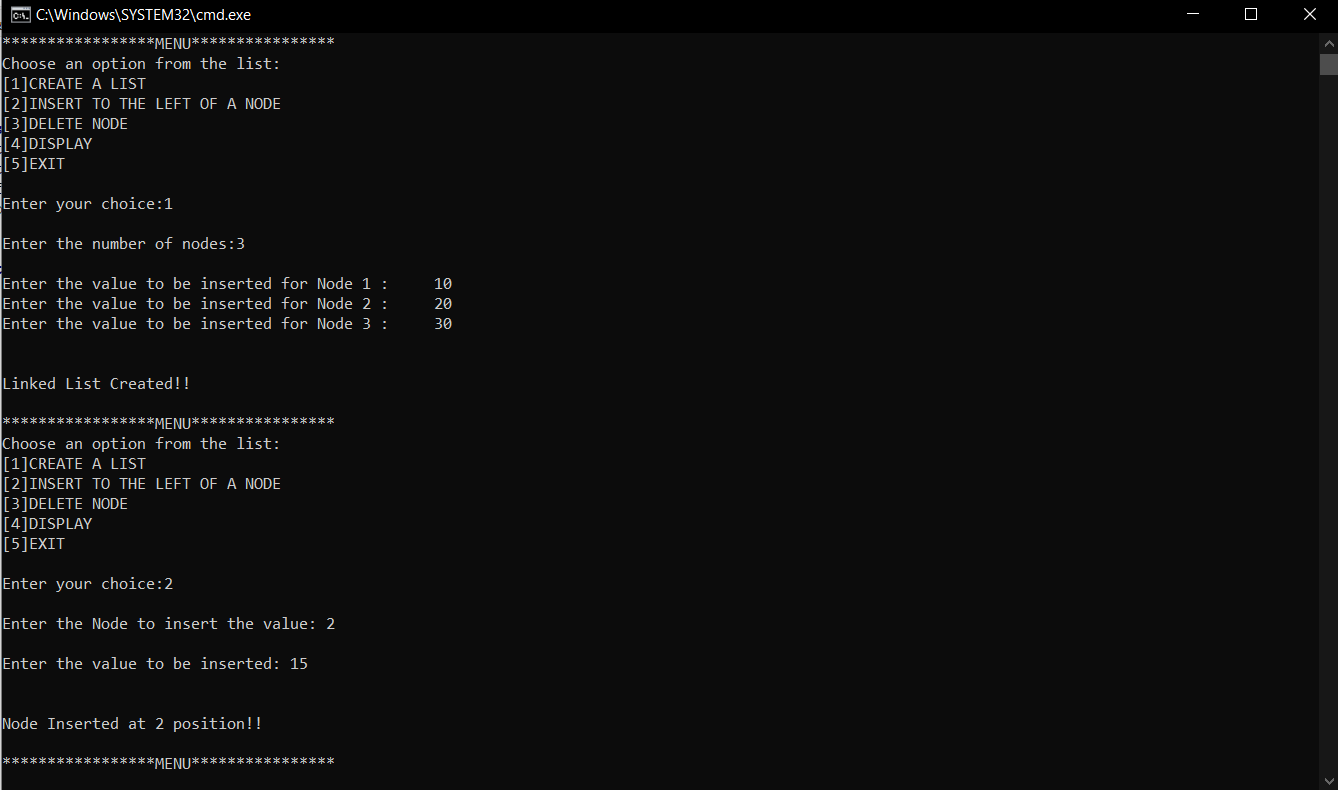 C:\Windows\SYSTEM32\cmd.exe
*****************MENU****************
Choose an option from the list:
[1]CREATE A LIST
[2]INSERT TO THE LEFT OF A NODE
[3]DELETE NODE
[4]DISPLAY
[5]EXIT
Enter your choice:1
Enter the number of nodes:3
Enter the value to be inserted for Node 1 :     10
Enter the value to be inserted for Node 2 :     20
Enter the value to be inserted for Node 3 :     30
Linked List Created!!
*****************MENU****************
Choose an option from the list:
[1]CREATE A LIST
[2]INSERT TO THE LEFT OF A NODE
[3]DELETE NODE
[4]DISPLAY
[5]EXIT
Enter your choice:2
Enter the Node to insert the value: 2
Enter the value to be inserted: 15
Node Inserted at 2 position!!
*****************MENU****************